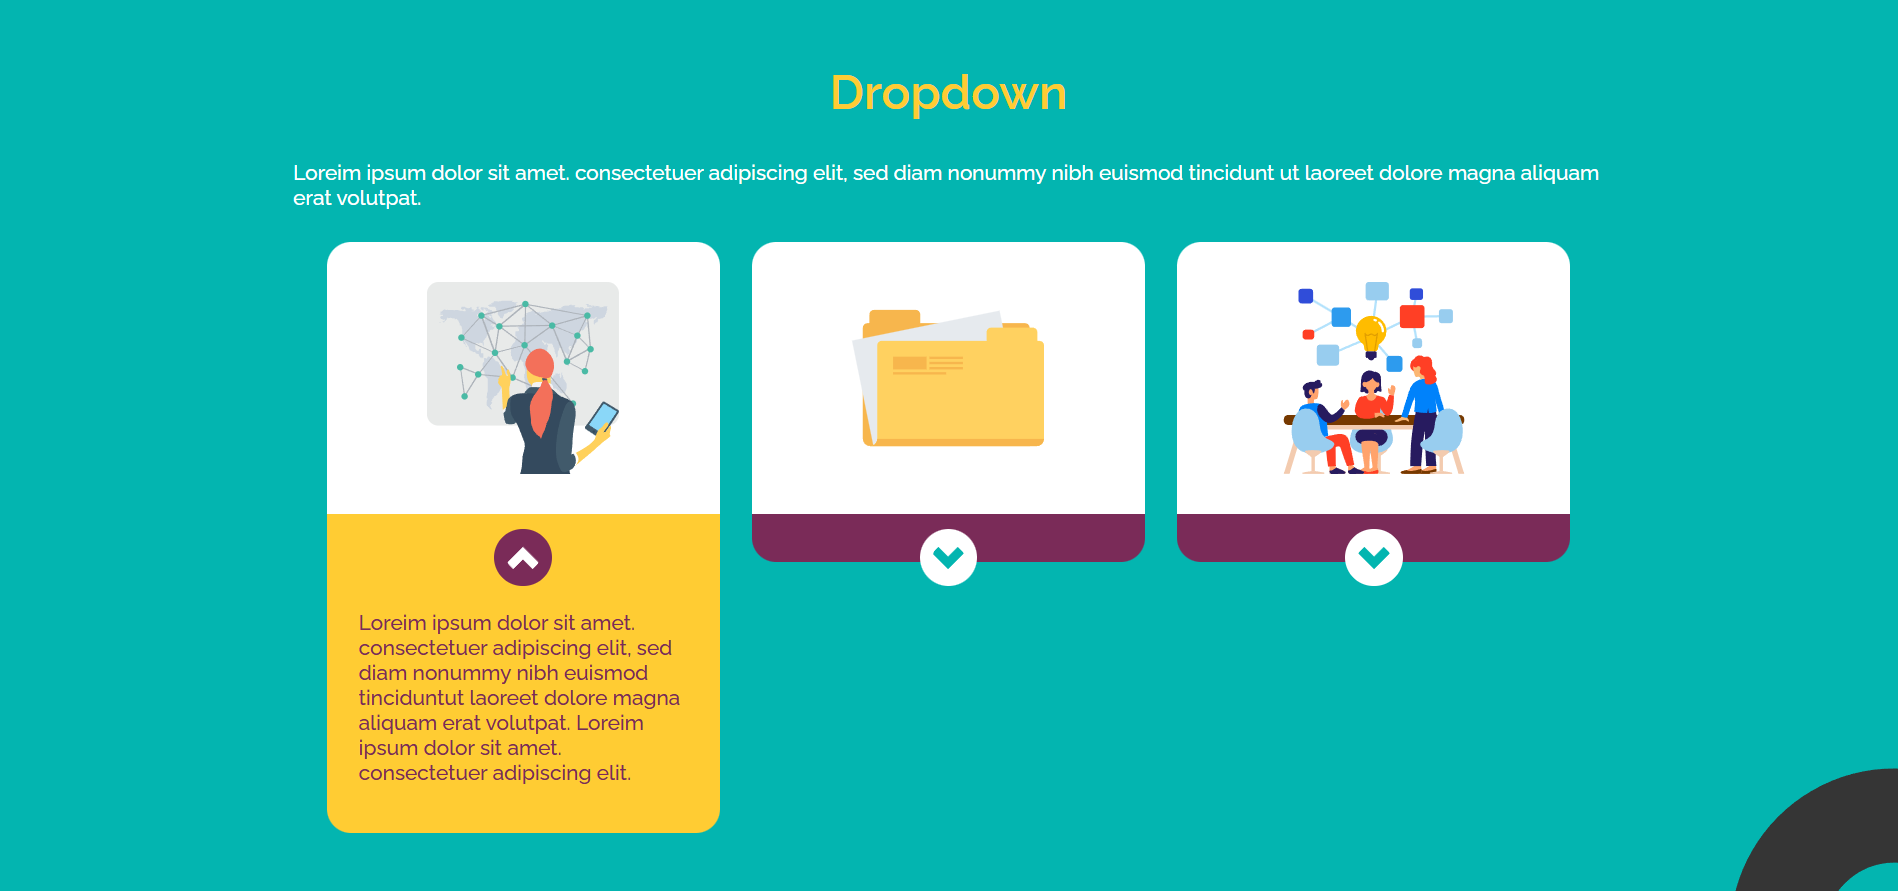 Dropdown
Loreim ipsum dolor sit amet. consectetuer adipiscing elit, sed diam nonummy nibh euismod tincidunt ut laoreet dolore magna aliquam
erat volutpat.
Loreim ipsum dolor sit amet.
consectetuer adipiscing elit, sed
diam nonummy nibh euismod
tinciduntut laoreet dolore magna
aliquam erat volutpat. Loreim
ipsum dolor sit amet.
consectetuer adipiscing elit.